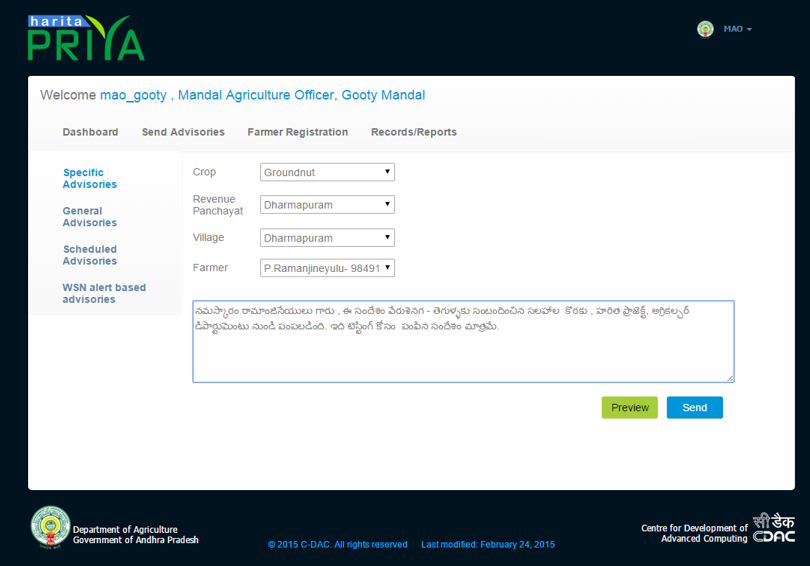 harita
PRIYA
MAO
Welcome mao_gooty , Mandal Agriculture Officer, Gooty Mandal
Dashboard Send Advisories Farmer Registration Records/Reports
Specific
Advisories
General
Advisories
Scheduled
Advisories
WSN alert based
advisories
Crop Groundnut
Revenue
Panchayat Dharmapuram
Village Dharmapuram
Farmer P.Ramanjineyulu- 98491
నమస్కారం రామాంజినేయులు గారు , ఈ సందేశం వేరుశెనగ - తెగుళ్ళకు సంబందించిన సలహాల కొరకు , హరిత ప్రాజెక్ట్, అగ్రికల్చర్
డిపార్టుమెంటు నుండి పంపబడింది. ఇది టెస్టింగ్ కోసం పంపిన సందేశం మాత్రమే.
Preview Send
Department of Agriculture
Government of Andhra Pradesh
© 2015 C-DAC. All rights reserved Last modified: February 24, 2015
Centre for Development of
Advanced Computing
सी डैक
CDAC